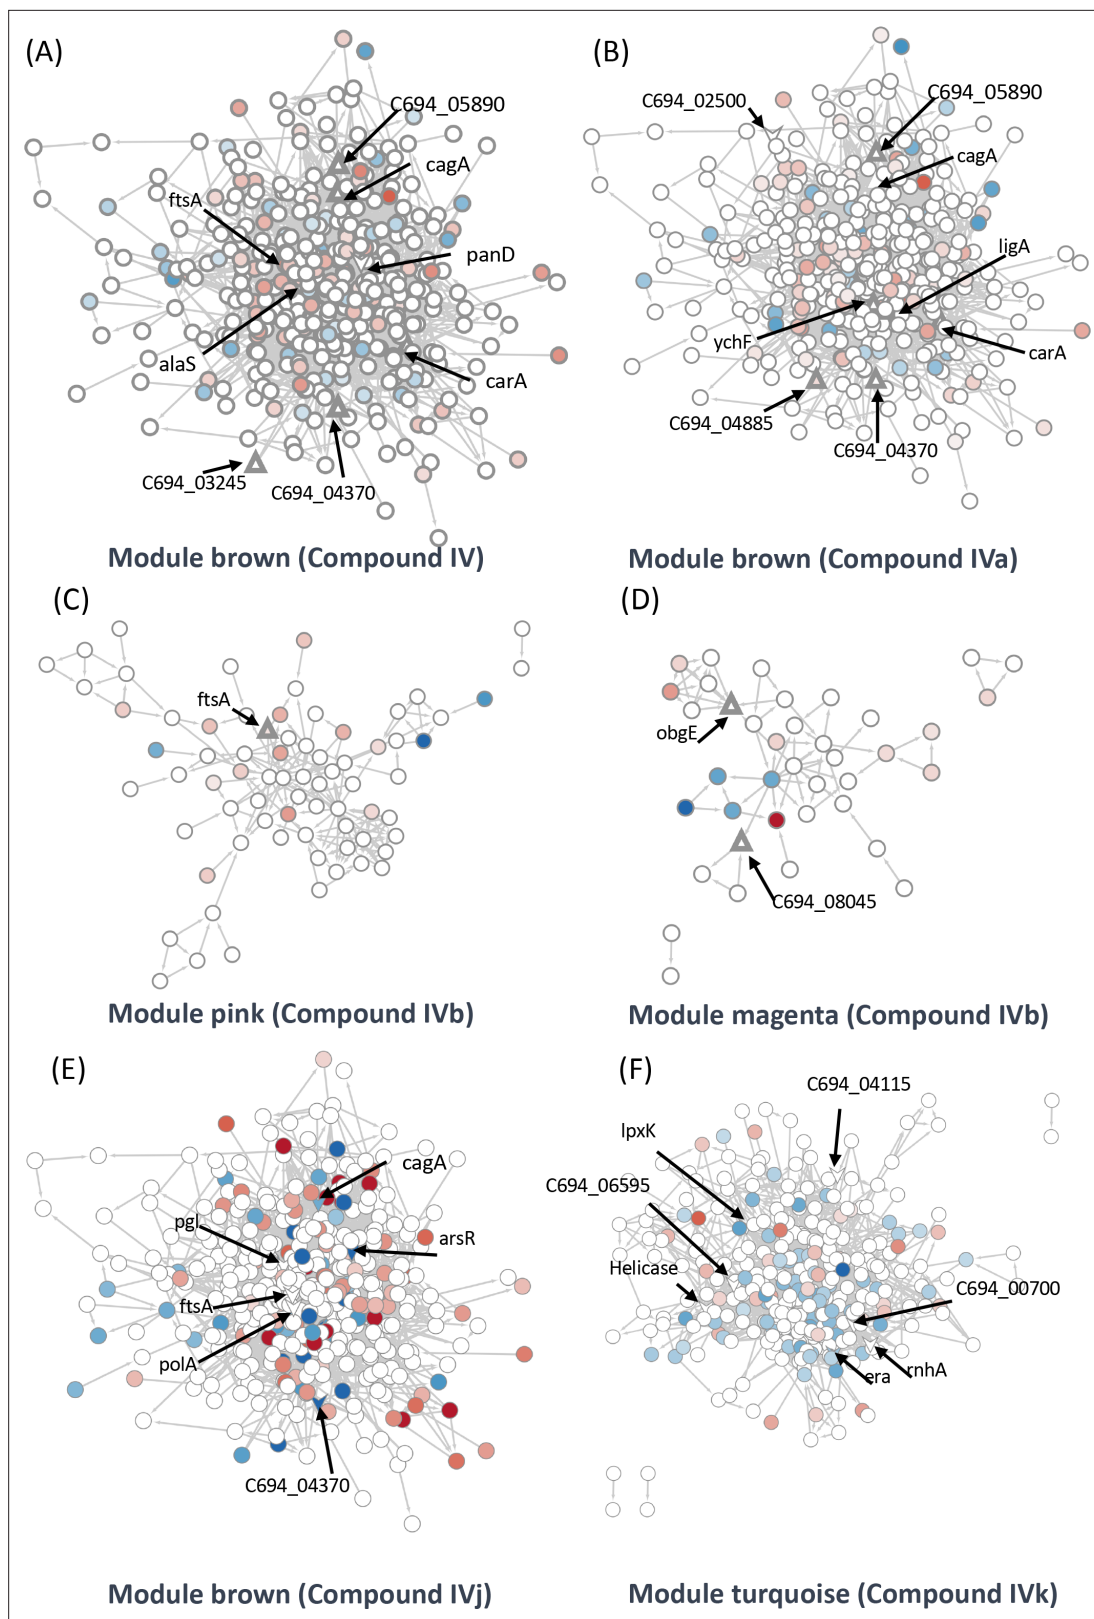 (A)
C694_05890
cagA
ftsA
panD
alaS
carA
C694_03245
C694_04370
Module brown (Compound IV)
(B)
C694_02500
C694_05890
cagA
ligA
ychF
carA
C694_04885
C694_04370
Module brown (Compound IVa)
(C)
ftsA
Module pink (Compound IVb)
(D)
obgE
C694_08045
Module magenta (Compound IVb)
(E)
cagA
pgl
arsR
ftsA
polA
C694_04370
Module brown (Compound IVj)
(F)
C694_04115
lpxK
C694_06595
Helicase
C694_00700
era
rnhA
Module turquoise (Compound IVk)